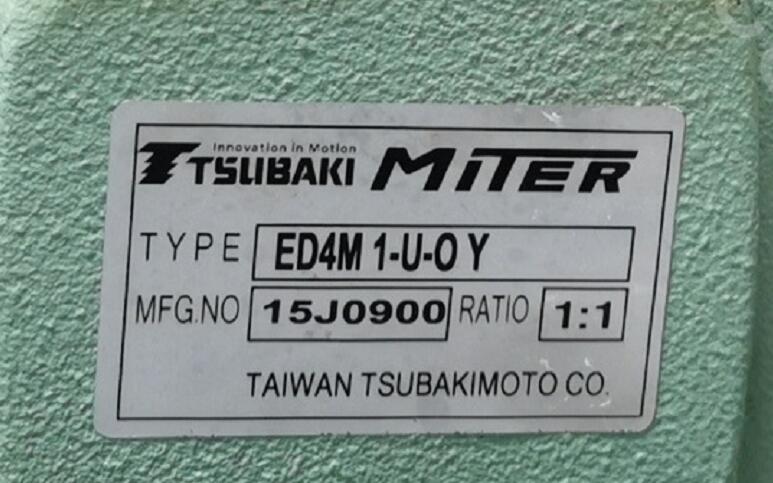 Innovation in Motion
TSUBAKI MITER
TYPE ED4M 1-U-O Y
MFG.NO 15J0900 RATIO 1:1
TAIWAN TSUBAKIMOTO CO.